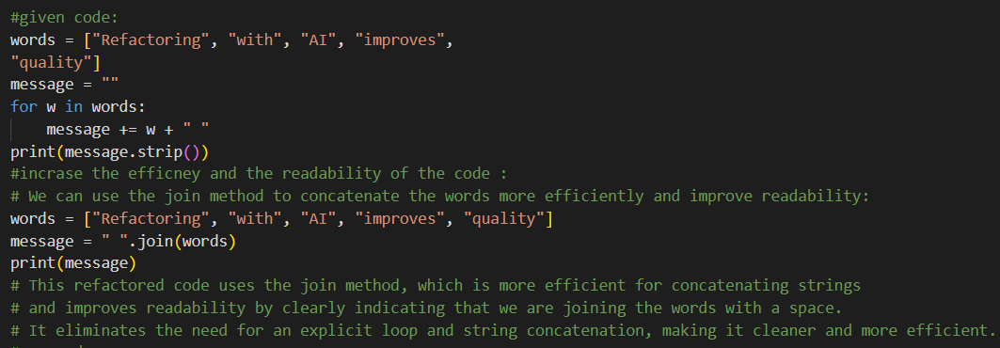 #given code:
words = ["Refactoring", "with", "AI", "improves",
"quality"]
message = ""
for w in words:
    message += w + " "
print(message.strip())
#incrase the efficney and the readability of the code :
# We can use the join method to concatenate the words more efficiently and improve readability:
words = ["Refactoring", "with", "AI", "improves", "quality"]
message = " ".join(words)
print(message)
# This refactored code uses the join method, which is more efficient for concatenating strings
# and improves readability by clearly indicating that we are joining the words with a space.
# It eliminates the need for an explicit loop and string concatenation, making it cleaner and more efficient.